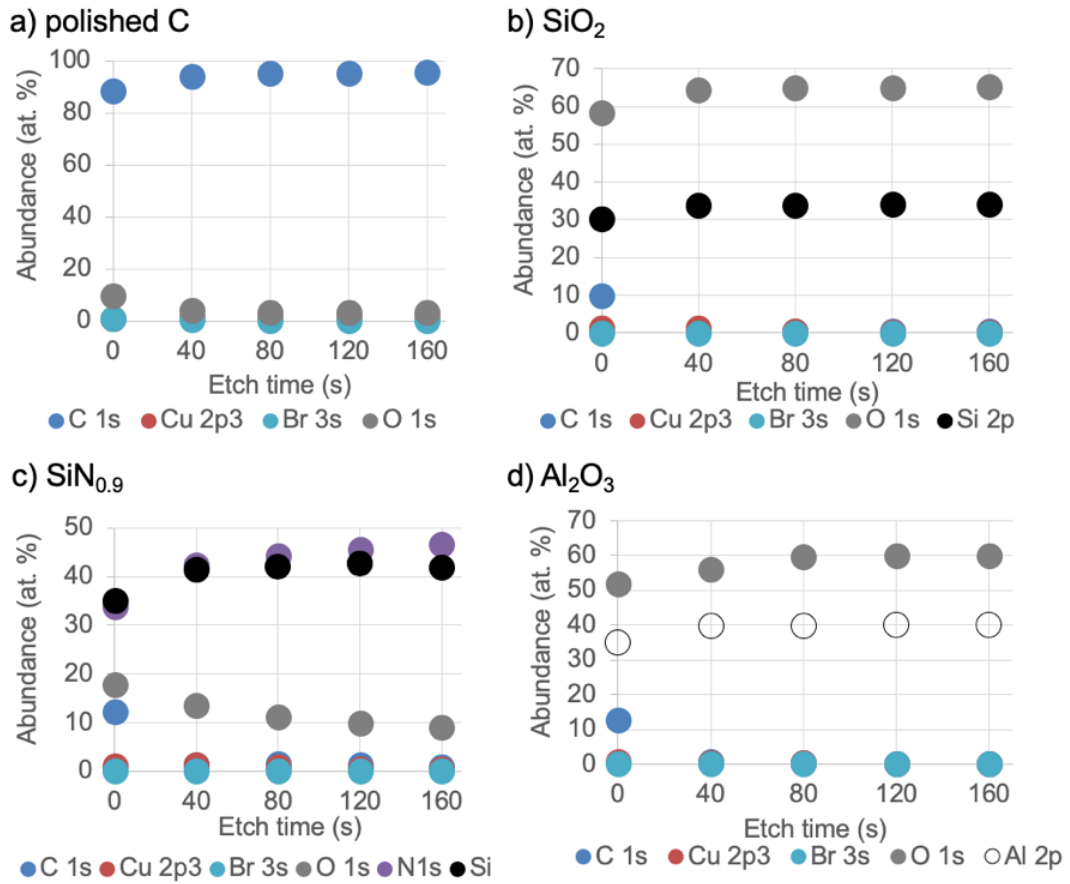 a) polished C
Abundance (at. %)
100
80
60
40
20
0
0 40 80 120 160
Etch time (s)
C 1s Cu 2p3 Br 3s O 1s
b) SiO₂
Abundance (at. %)
70
60
50
40
30
20
10
0
0 40 80 120 160
Etch time (s)
C 1s Cu 2p3 Br 3s O 1s Si 2p
c) SiN₀.₉
Abundance (at. %)
50
40
30
20
10
0
0 40 80 120 160
Etch time (s)
C 1s Cu 2p3 Br 3s O 1s N1s Si
d) Al₂O₃
Abundance (at. %)
70
60
50
40
30
20
10
0
0 40 80 120 160
Etch time (s)
C 1s Cu 2p3 Br 3s O 1s Al 2p